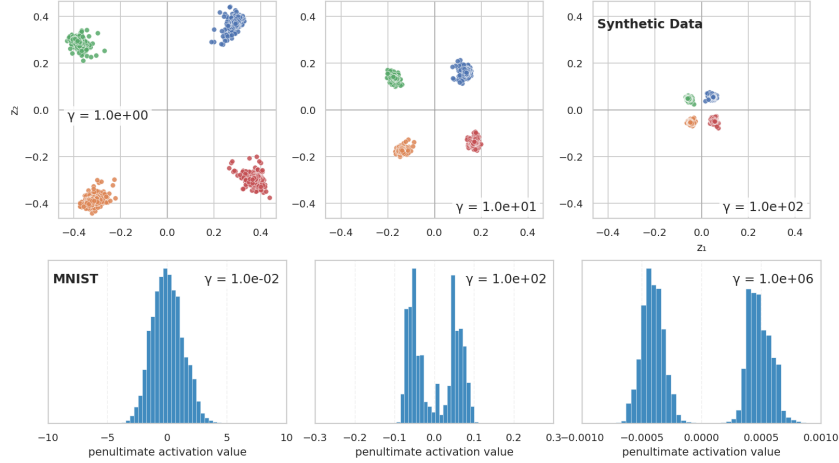 0.4
0.2
0.0
−0.2
−0.4
z₂
γ = 1.0e+00
−0.4 −0.2 0.0 0.2 0.4
0.4
0.2
0.0
−0.2
−0.4
γ = 1.0e+01
−0.4 −0.2 0.0 0.2 0.4
Synthetic Data
0.4
0.2
0.0
−0.2
−0.4
γ = 1.0e+02
−0.4 −0.2 0.0 0.2 0.4
z₁
MNIST
γ = 1.0e-02
−10 −5 0 5 10
penultimate activation value
γ = 1.0e+02
−0.3 −0.2 −0.1 0.0 0.1 0.2 0.3
penultimate activation value
γ = 1.0e+06
−0.0010 −0.0005 0.0000 0.0005 0.0010
penultimate activation value